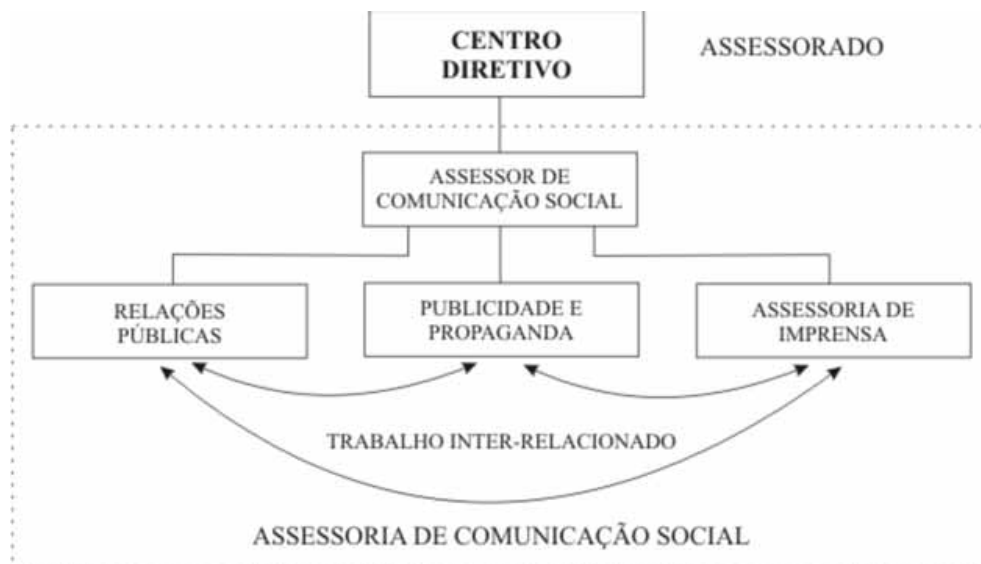 CENTRO
DIRETIVO
ASSESSORADO
ASSESSOR DE
COMUNICAÇÃO SOCIAL
RELAÇÕES
PÚBLICAS
PUBLICIDADE E
PROPAGANDA
ASSESSORIA DE
IMPRENSA
TRABALHO INTER-RELACIONADO
ASSESSORIA DE COMUNICAÇÃO SOCIAL